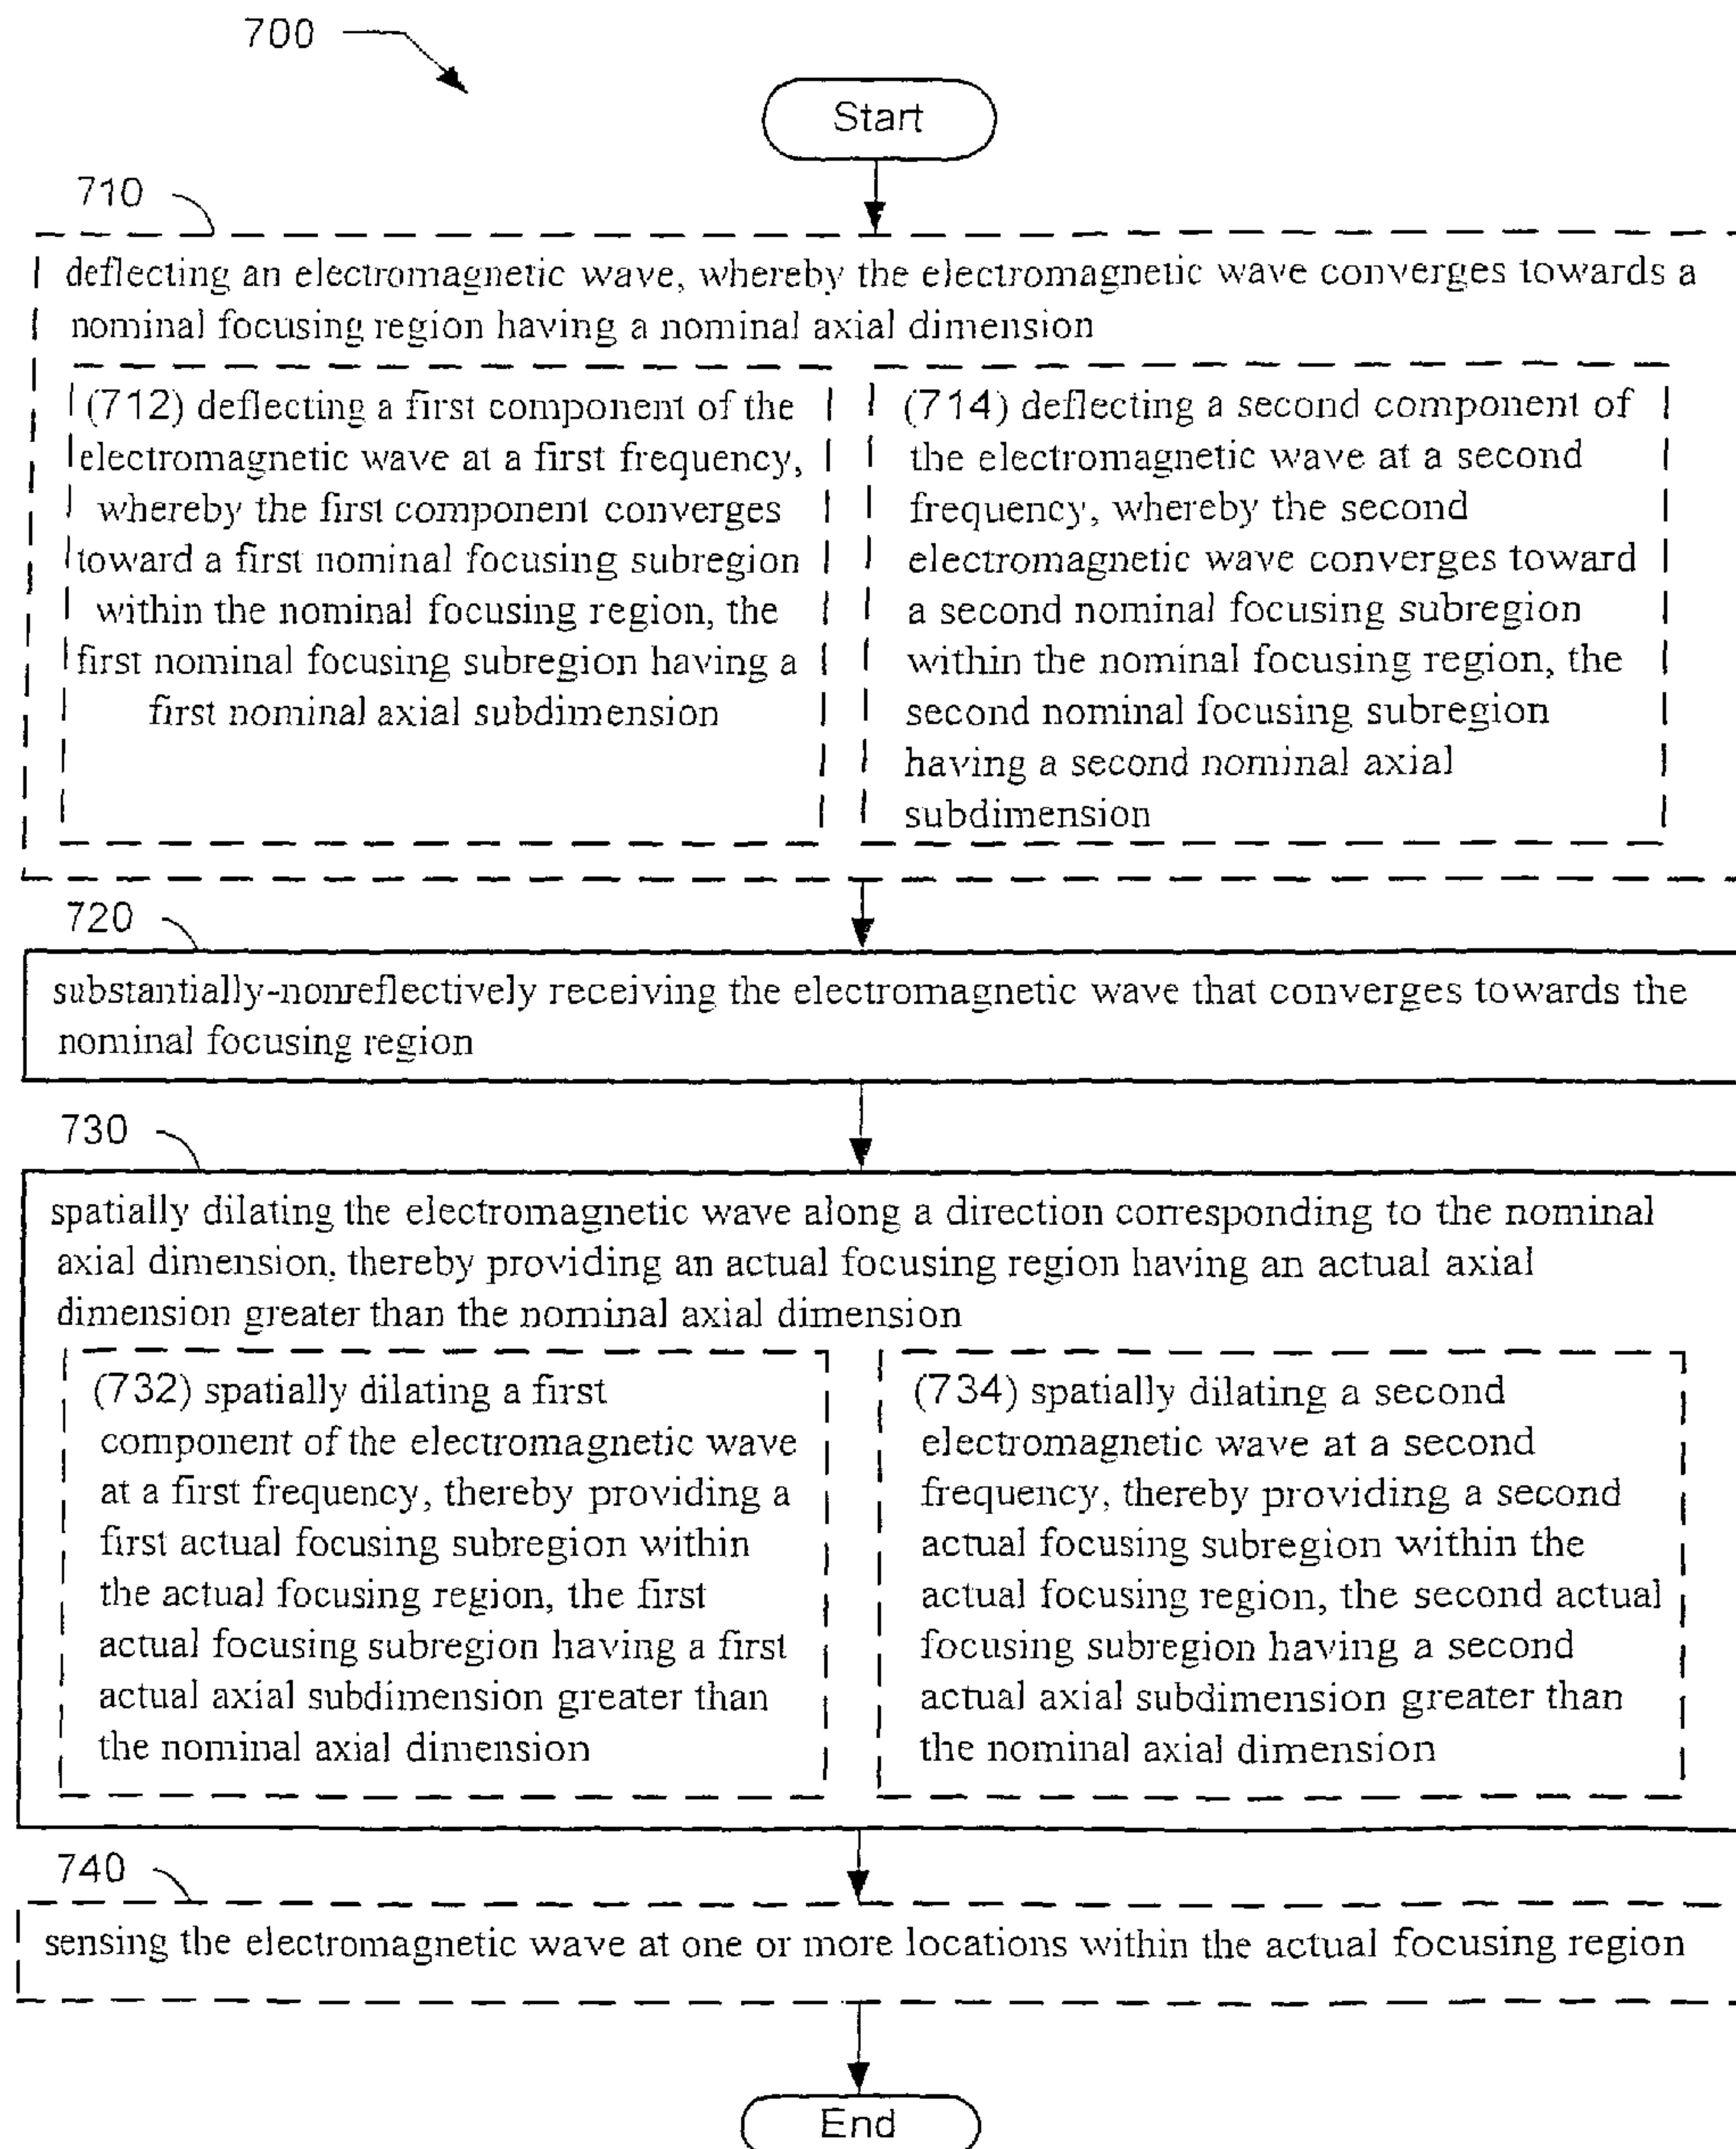 700
Start
710
deflecting an electromagnetic wave, whereby the electromagnetic wave converges towards a
nominal focusing region having a nominal axial dimension
(712) deflecting a first component of the
electromagnetic wave at a first frequency,
whereby the first component converges
toward a first nominal focusing subregion
within the nominal focusing region, the
first nominal focusing subregion having a
first nominal axial subdimension
(714) deflecting a second component of
the electromagnetic wave at a second
frequency, whereby the second
electromagnetic wave converges toward
a second nominal focusing subregion
within the nominal focusing region, the
second nominal focusing subregion
having a second nominal axial
subdimension
720
substantially-nonreflectively receiving the electromagnetic wave that converges towards the
nominal focusing region
730
spatially dilating the electromagnetic wave along a direction corresponding to the nominal
axial dimension, thereby providing an actual focusing region having an actual axial
dimension greater than the nominal axial dimension
(732) spatially dilating a first
component of the electromagnetic wave
at a first frequency, thereby providing a
first actual focusing subregion within
the actual focusing region, the first
actual focusing subregion having a first
actual axial subdimension greater than
the nominal axial dimension
(734) spatially dilating a second
electromagnetic wave at a second
frequency, thereby providing a second
actual focusing subregion within the
actual focusing region, the second actual
focusing subregion having a second
actual axial subdimension greater than
the nominal axial dimension
740
sensing the electromagnetic wave at one or more locations within the actual focusing region
End